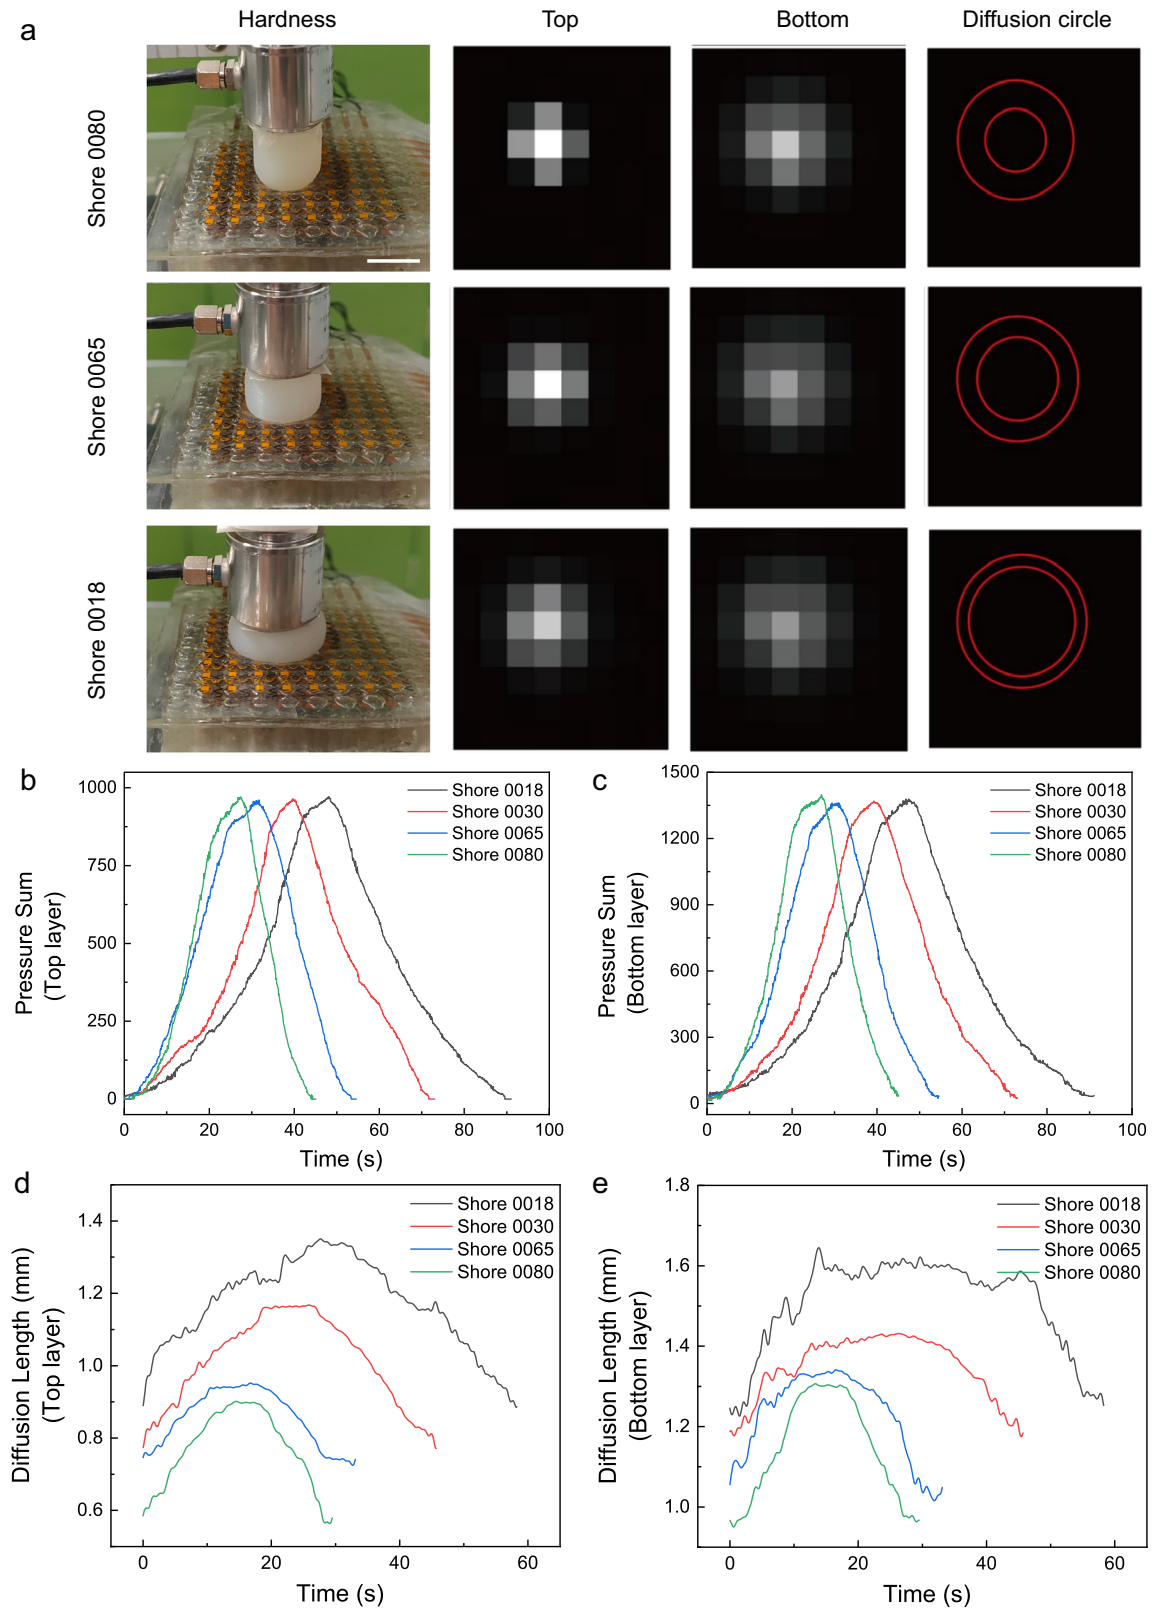 a
Hardness
Top
Bottom
Diffusion circle
Shore 0080
Shore 0065
Shore 0018
b
Pressure Sum
(Top layer)
1000
750
500
250
0
0 20 40 60 80 100
Time (s)
Shore 0018
Shore 0030
Shore 0065
Shore 0080
c
Pressure Sum
(Bottom layer)
1500
1200
900
600
300
0
0 20 40 60 80 100
Time (s)
Shore 0018
Shore 0030
Shore 0065
Shore 0080
d
Diffusion Length (mm)
(Top layer)
1.4
1.2
1.0
0.8
0.6
0 20 40 60
Time (s)
Shore 0018
Shore 0030
Shore 0065
Shore 0080
e
Diffusion Length (mm)
(Bottom layer)
1.8
1.6
1.4
1.2
1.0
0 20 40 60
Time (s)
Shore 0018
Shore 0030
Shore 0065
Shore 0080